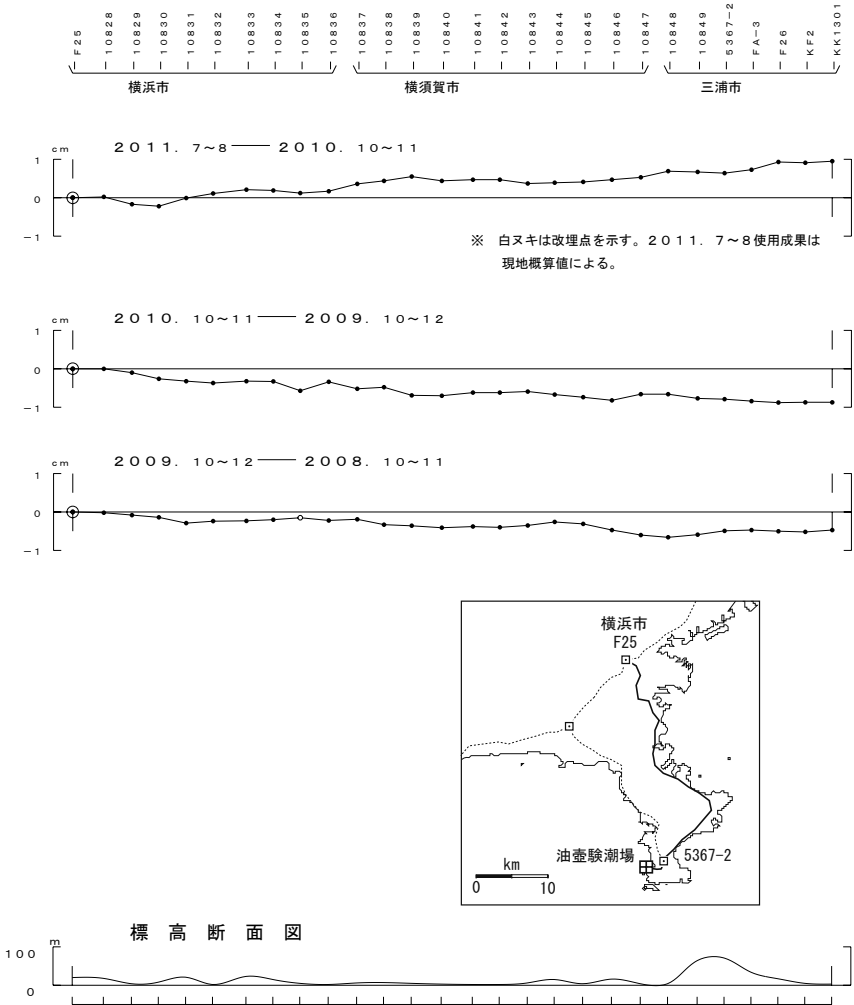 F25 10828 10829 10830 10831 10832 10833 10834 10835 10836 10837 10838 10839 10840 10841 10842 10843 10844 10845 10846 10847 10848 10849 5367-2 FA-3 F26 KF2 KK1301
横浜市 横須賀市 三浦市
cm
2011. 7~8 —— 2010. 10~11
1
0
-1
※ 白ヌキは改埋点を示す。2011. 7~8使用成果は
現地概算値による。
cm
2010. 10~11 —— 2009. 10~12
1
0
-1
cm
2009. 10~12 —— 2008. 10~11
1
0
-1
横浜市
F25
油壺験潮場
5367-2
km
0 10
標高断面図
m
100
0